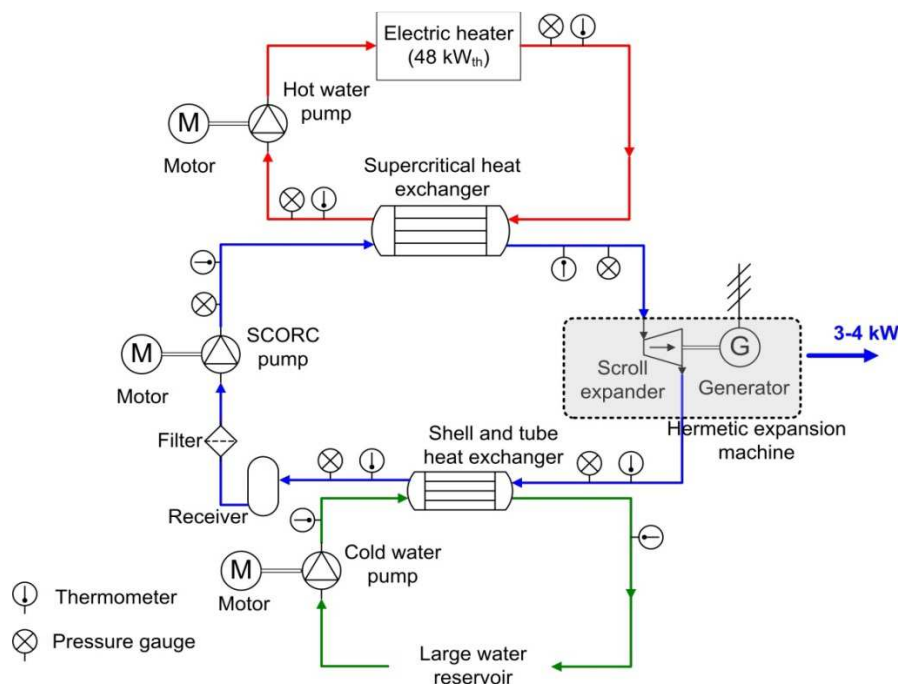 Electric heater
(48 kWth)
Hot water
pump
M
Motor
Supercritical heat
exchanger
SCORC
pump
M
Motor
3-4 kW
G
Scroll
expander
Generator
Hermetic expansion
machine
Filter
Shell and tube
heat exchanger
Receiver
Cold water
pump
M
Motor
Thermometer
Pressure gauge
Large water
reservoir